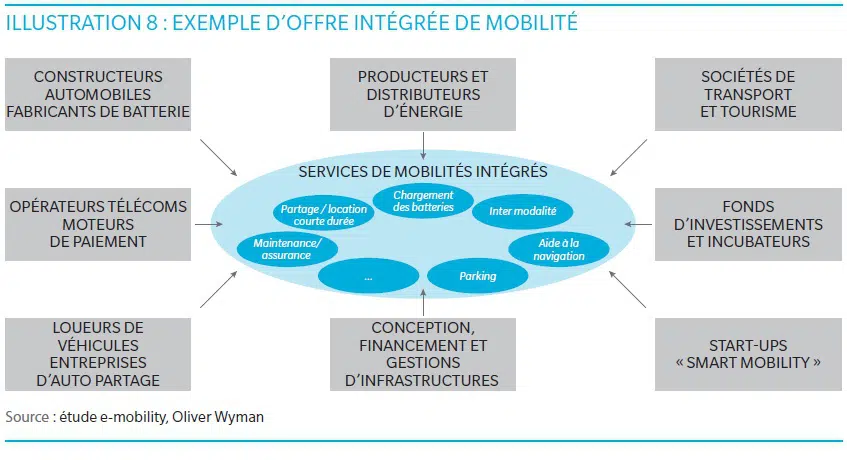 ILLUSTRATION 8 : EXEMPLE D'OFFRE INTÉGRÉE DE MOBILITÉ
CONSTRUCTEURS
AUTOMOBILES
FABRICANTS DE BATTERIE
PRODUCTEURS ET
DISTRIBUTEURS
D'ÉNERGIE
SOCIÉTÉS DE
TRANSPORT
ET TOURISME
SERVICES DE MOBILITÉS INTÉGRÉS
OPÉRATEURS TÉLÉCOMS
MOTEURS
DE PAIEMENT
Chargement
des batteries
Partage / location
courte durée
Inter modalité
Maintenance/
assurance
Aide à la
navigation
...
Parking
FONDS
D'INVESTISSEMENTS
ET INCUBATEURS
LOUEURS DE
VÉHICULES
ENTREPRISES
D'AUTO PARTAGE
CONCEPTION,
FINANCEMENT ET
GESTIONS
D'INFRASTRUCTURES
START-UPS
« SMART MOBILITY »
Source : étude e-mobility, Oliver Wyman